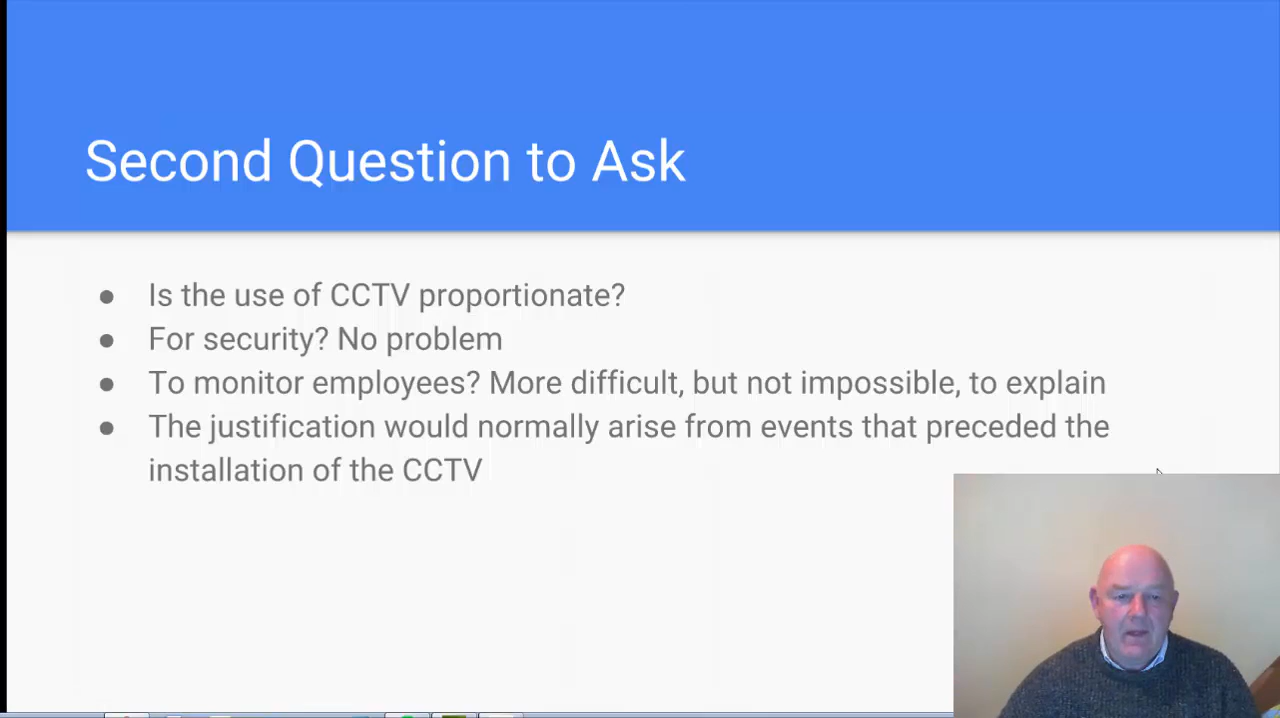 Second Question to Ask
● Is the use of CCTV proportionate?
● For security? No problem
● To monitor employees? More difficult, but not impossible, to explain
● The justification would normally arise from events that preceded the
installation of the CCTV